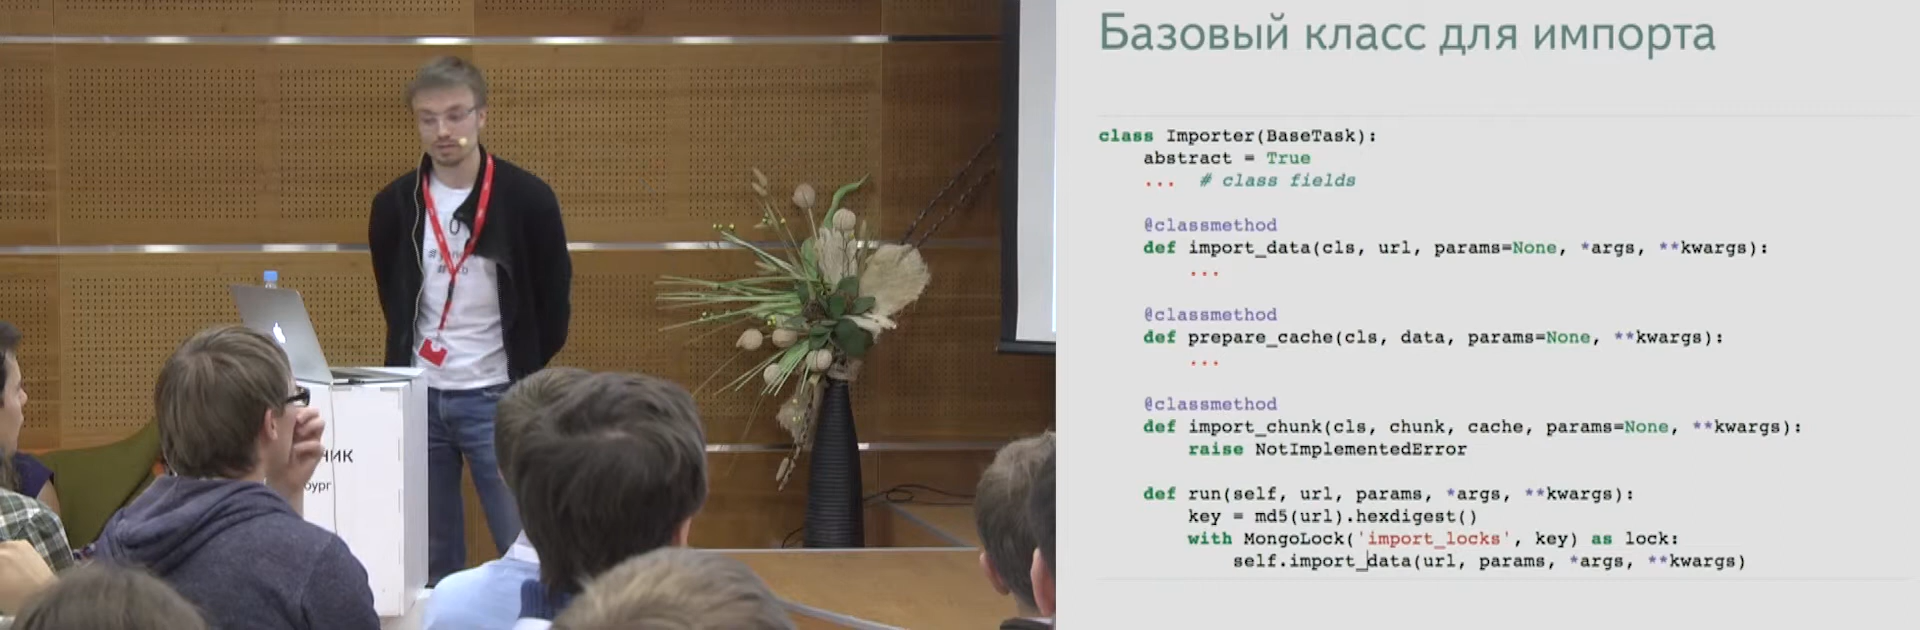 Базовый класс для импорта
class Importer(BaseTask):
    abstract = True
    ...  # class fields
    @classmethod
    def import_data(cls, url, params=None, *args, **kwargs):
        ...
    @classmethod
    def prepare_cache(cls, data, params=None, **kwargs):
        ...
    @classmethod
    def import_chunk(cls, chunk, cache, params=None, **kwargs):
        raise NotImplementedError
    def run(self, url, params, *args, **kwargs):
        key = md5(url).hexdigest()
        with MongoLock('import_locks', key) as lock:
            self.import_data(url, params, *args, **kwargs)